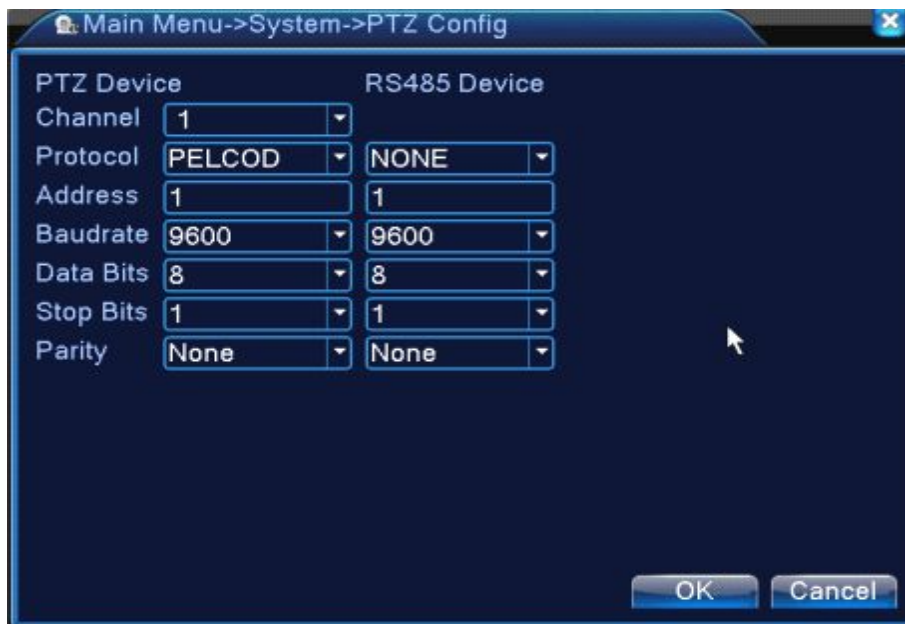 Main Menu->System->PTZ Config
PTZ Device RS485 Device
Channel 1
Protocol PELCOD NONE
Address 1 1
Baudrate 9600 9600
Data Bits 8 8
Stop Bits 1 1
Parity None None
OK Cancel